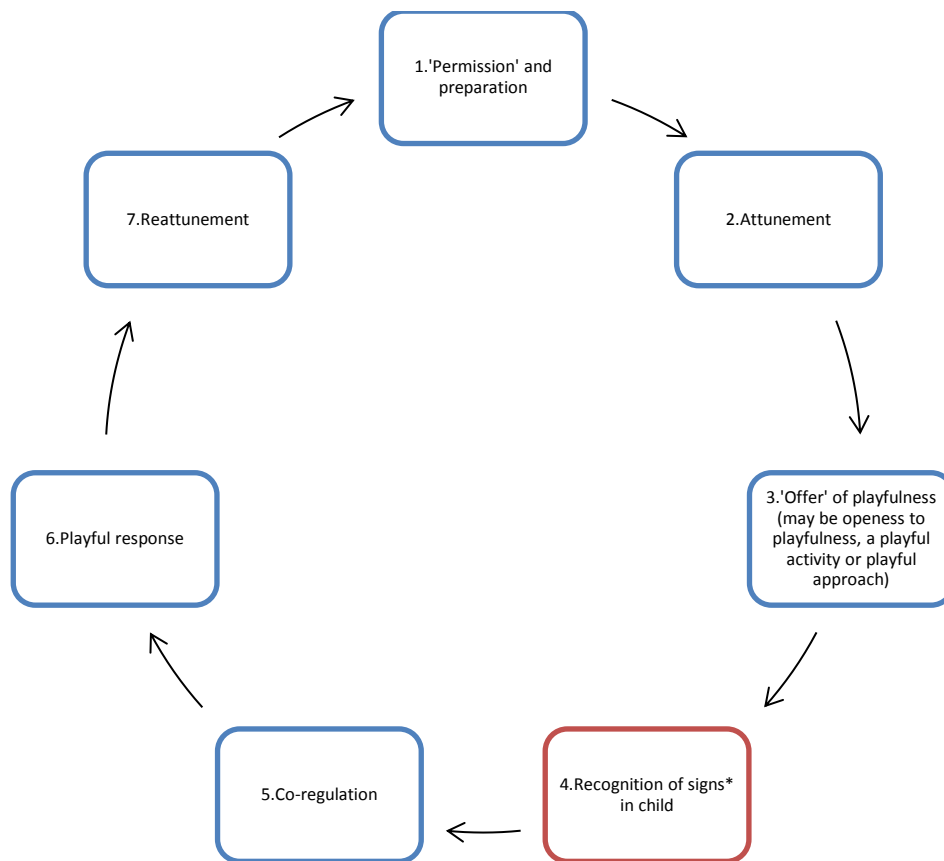 1.'Permission' and
preparation
2.Attunement
3.'Offer' of playfulness
(may be openess to
playfulness, a playful
activity or playful
approach)
4.Recognition of signs*
in child
5.Co-regulation
6.Playful response
7.Reattunement